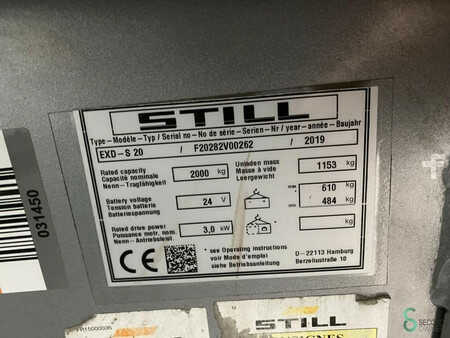 STILL
Type-Modèle-Typ / Serial no-No de série-Serien-Nr / year-année-Baujahr
EXD-S 20 / F20282V00262 / 2019
Rated capacity
Capacité nominale
Nenn-Tragfähigkeit
2000 kg
Unladen mass
Masse à vide
Leergewicht
1153 kg
Battery voltage
Tension batterie
Batteriespannung
24 V
max 610 kg
min 484 kg
Rated drive power
Puissance motr. nom
Nenn-Antriebsleist.
3,0 kW
kg
CE
* see Operating instructions
voir Mode d'emploi
siehe Betriebsanleitung
D-22113 Hamburg
Berzeliusstraße 10
031450
STILL